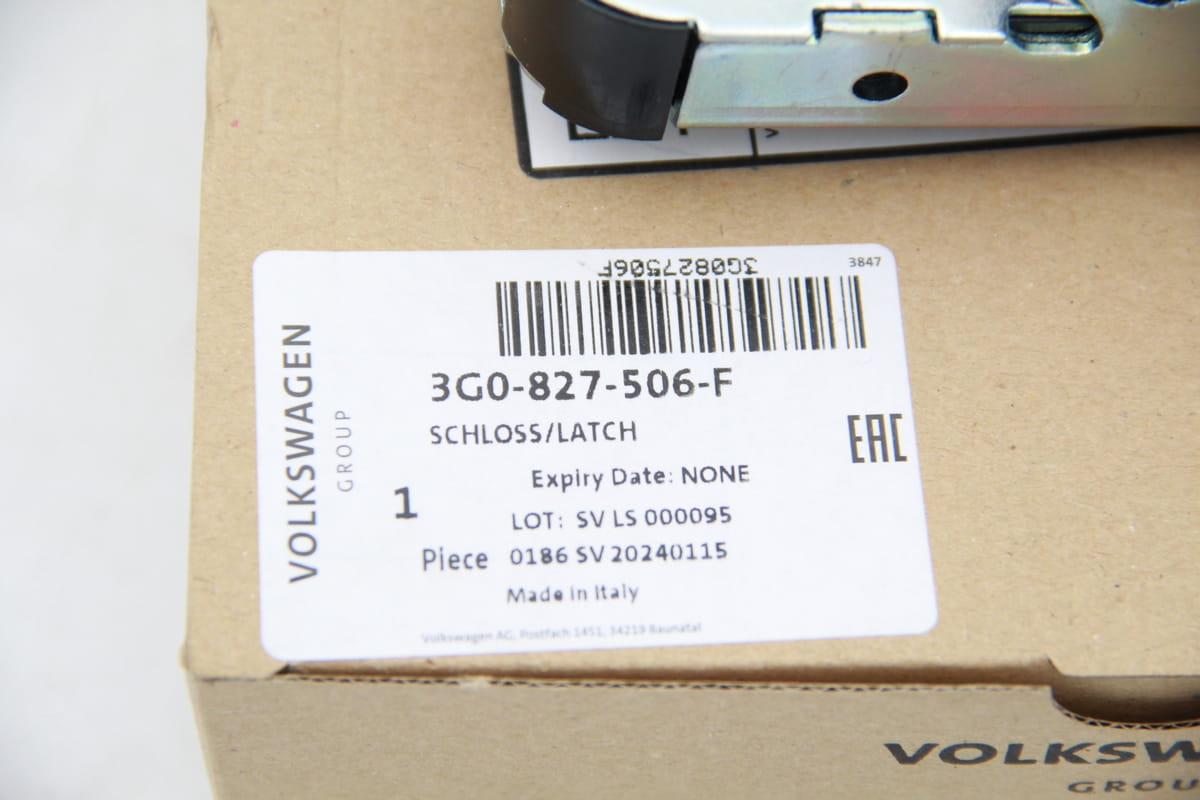 3G0827506F
3847
3G0-827-506-F
SCHLOSS/LATCH
EAC
Expiry Date: NONE
1
LOT: SV LS 000095
Piece 0186 SV 20240115
Made in Italy
Volkswagen AG, Postfach 1451, 34219 Baunatal
VOLKSWAGEN
GROUP
VOLKSW
GROU